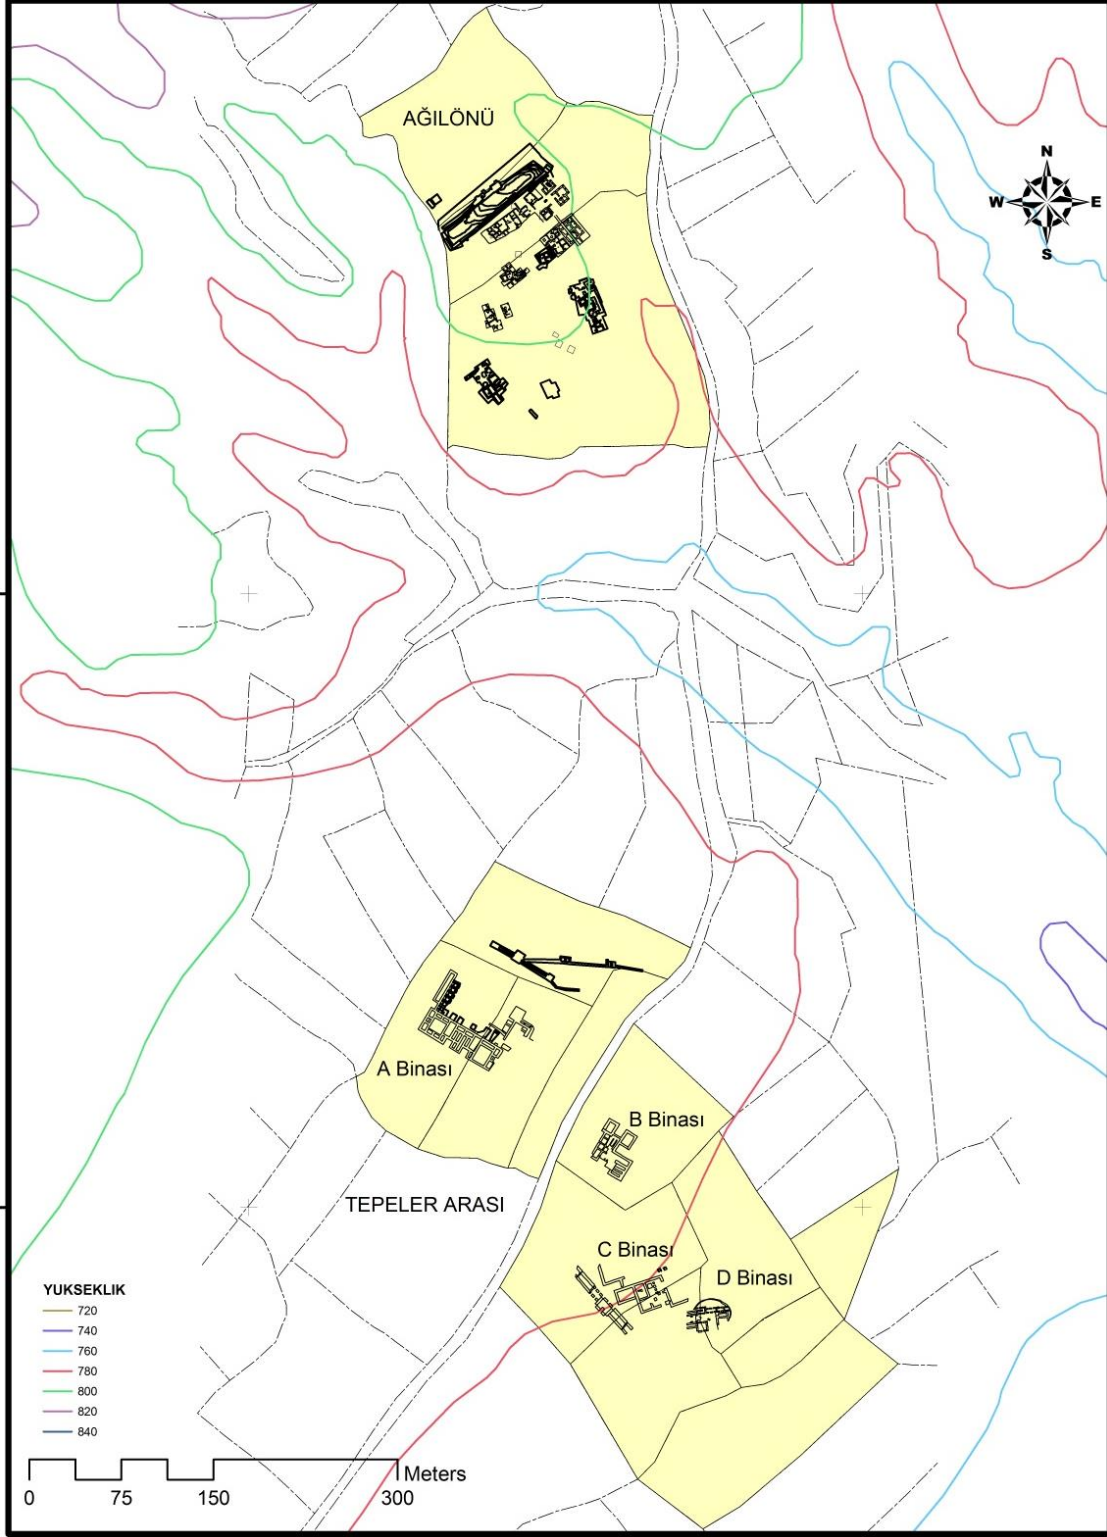 AĞILÖNÜ
N
W E
S
A Binası
B Binası
TEPELER ARASI
C Binası
D Binası
YUKSEKLIK
720
740
760
780
800
820
840
Meters
0 75 150 300